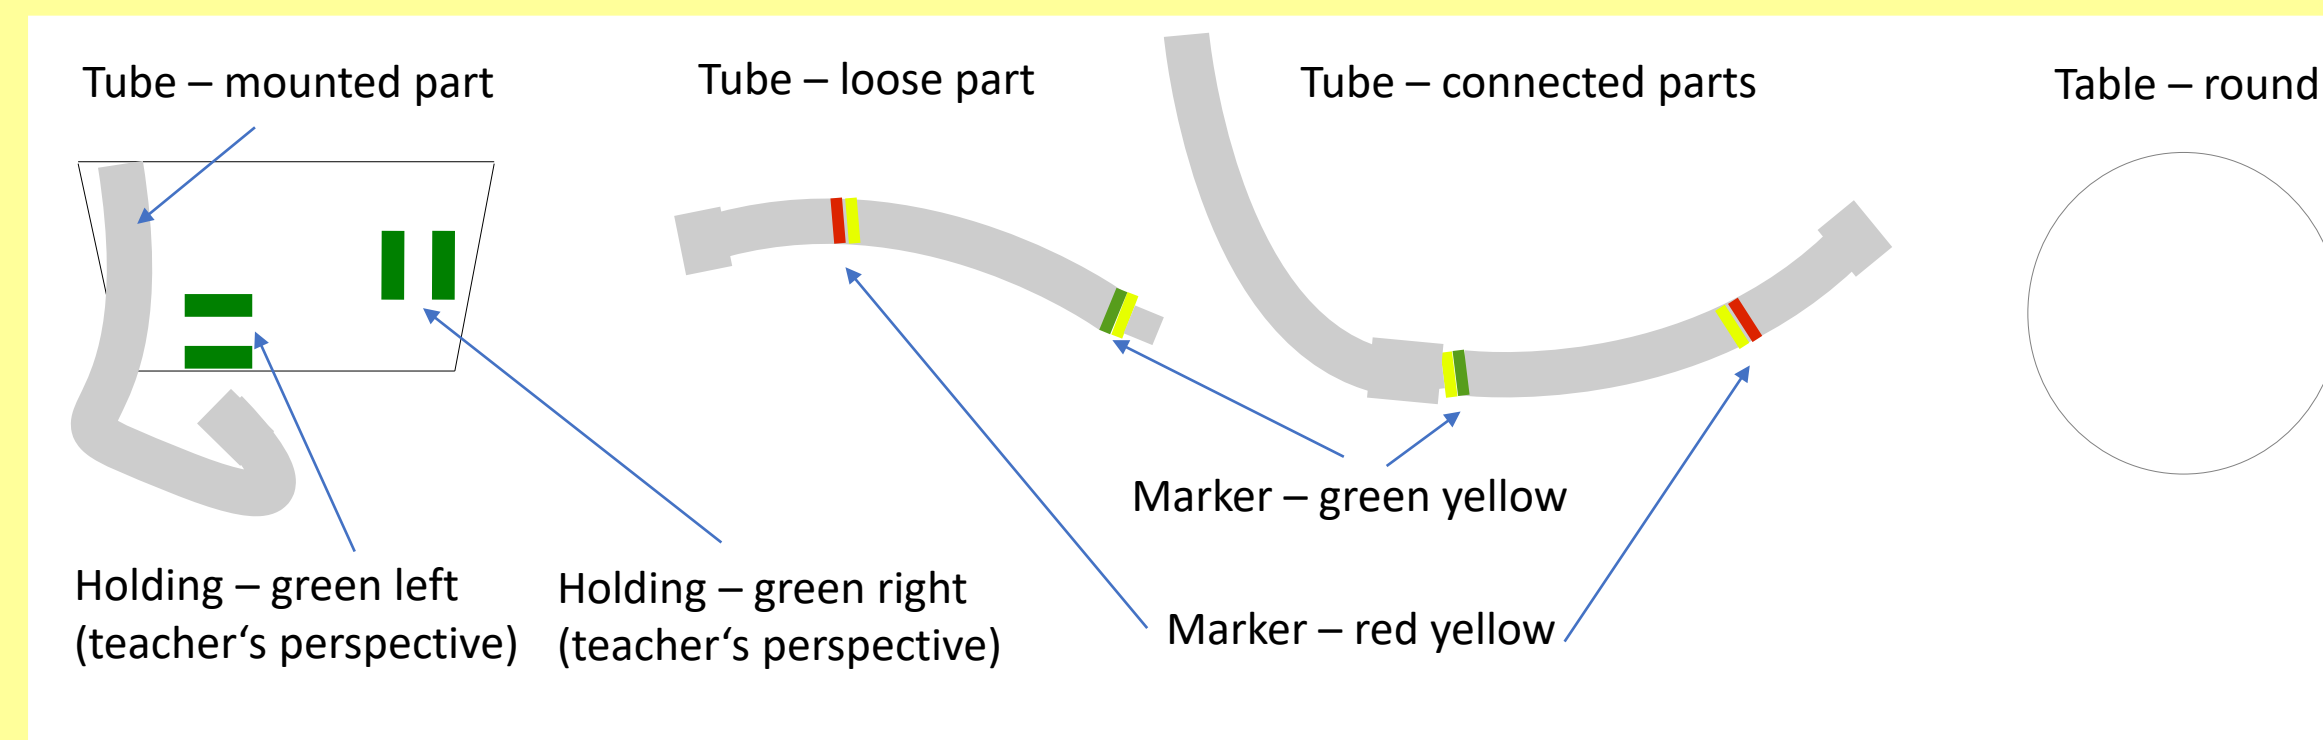 Tube – mounted part
Tube – loose part
Tube – connected parts
Table – round
Marker – green yellow
Holding – green left
(teacher‘s perspective)
Holding – green right
(teacher‘s perspective)
Marker – red yellow